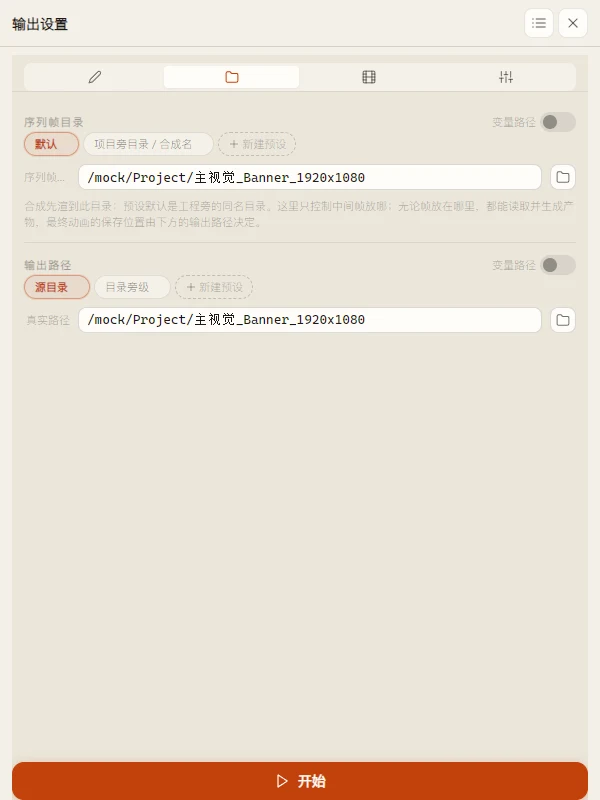 输出设置
序列帧目录
变量路径
默认
项目旁目录 / 合成名
+ 新建预设
序列帧...
/mock/Project/主视觉_Banner_1920x1080
合成先渲到此目录；预设默认是工程旁的同名目录。这里只控制中间帧放哪；无论帧放在哪里，都能读取并生成产
物，最终动画的保存位置由下方的输出路径决定。
输出路径
变量路径
源目录
目录旁级
+ 新建预设
真实路径
/mock/Project/主视觉_Banner_1920x1080
开始